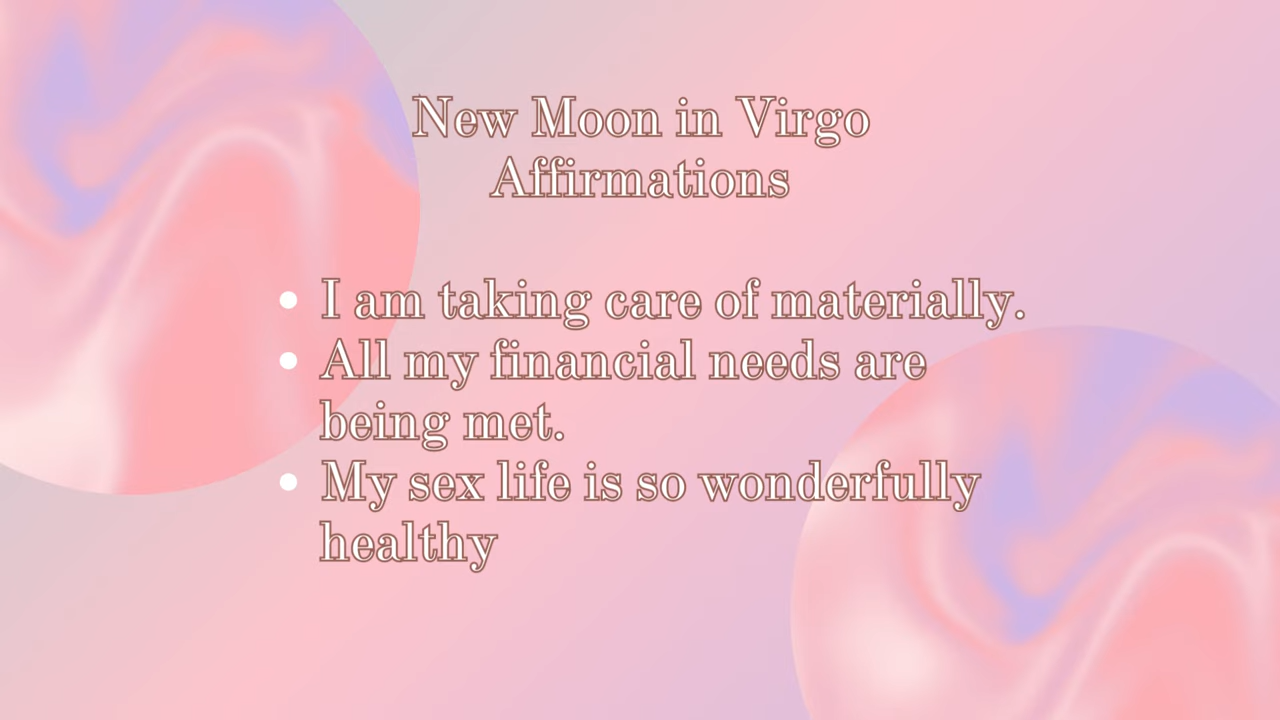 New Moon in Virgo
Affirmations
• I am taking care of materially.
• All my financial needs are
being met.
• My sex life is so wonderfully
healthy